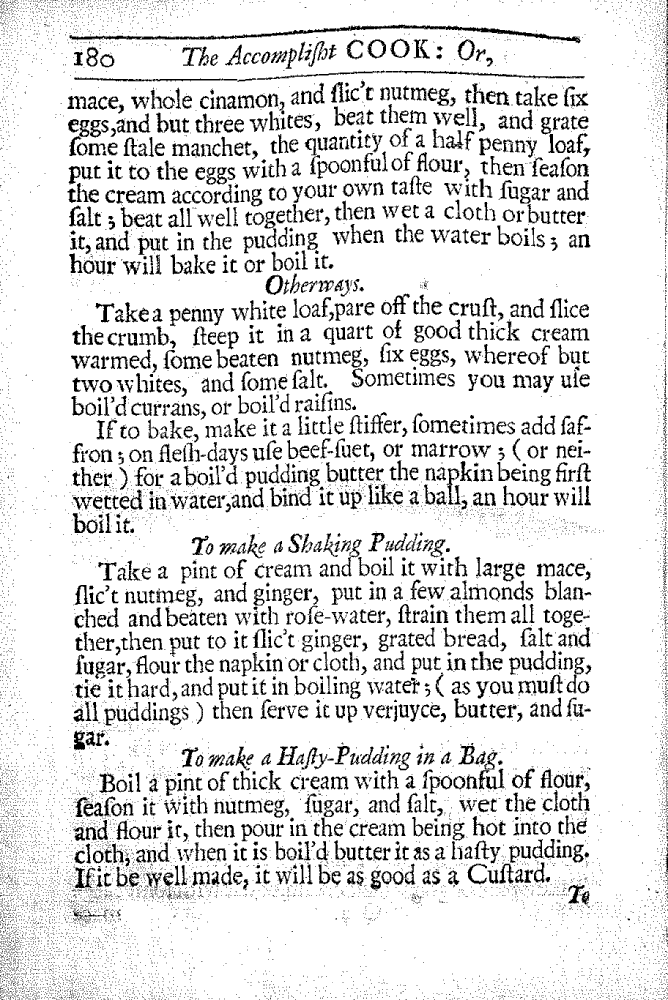 180 The Accompliſht COOK: Or,
mace, whole cinamon, and ſlic't nutmeg, then take ſix
eggs,and but three whites, beat them well, and grate
ſome ſtale manchet, the quantity of a half penny loaf,
put it to the eggs with a ſpoonful of flour, then ſeaſon
the cream according to your own taſte with ſugar and
ſalt ; beat all well together, then wet a cloth or butter
it, and put in the pudding when the water boils ; an
hour will bake it or boil it.
Otherways.
Take a penny white loaf,pare off the cruſt, and ſlice
the crumb, ſteep it in a quart of good thick cream
warmed, ſome beaten nutmeg, ſix eggs, whereof but
two whites, and ſome ſalt. Sometimes you may uſe
boil'd currans, or boil'd raiſins.
If to bake, make it a little ſtiffer, ſometimes add ſaf-
fron ; on fleſh-days uſe beef-ſuet, or marrow ; ( or nei-
ther ) for a boil'd pudding butter the napkin being firſt
wetted in water,and bind it up like a ball, an hour will
boil it.
To make a Shaking Pudding.
Take a pint of cream and boil it with large mace,
ſlic't nutmeg, and ginger, put in a few almonds blan-
ched and beaten with roſe-water, ſtrain them all toge-
ther,then put to it ſlic't ginger, grated bread, ſalt and
ſugar, flour the napkin or cloth, and put in the pudding,
tie it hard, and put it in boiling water ; ( as you muſt do
all puddings ) then ſerve it up verjuyce, butter, and ſu-
gar.
To make a Haſty-Pudding in a Bag.
Boil a pint of thick cream with a ſpoonful of flour,
ſeaſon it with nutmeg, ſugar, and ſalt, wet the cloth
and flour it, then pour in the cream being hot into the
cloth, and when it is boil'd butter it as a haſty pudding.
If it be well made, it will be as good as a Cuſtard.
To